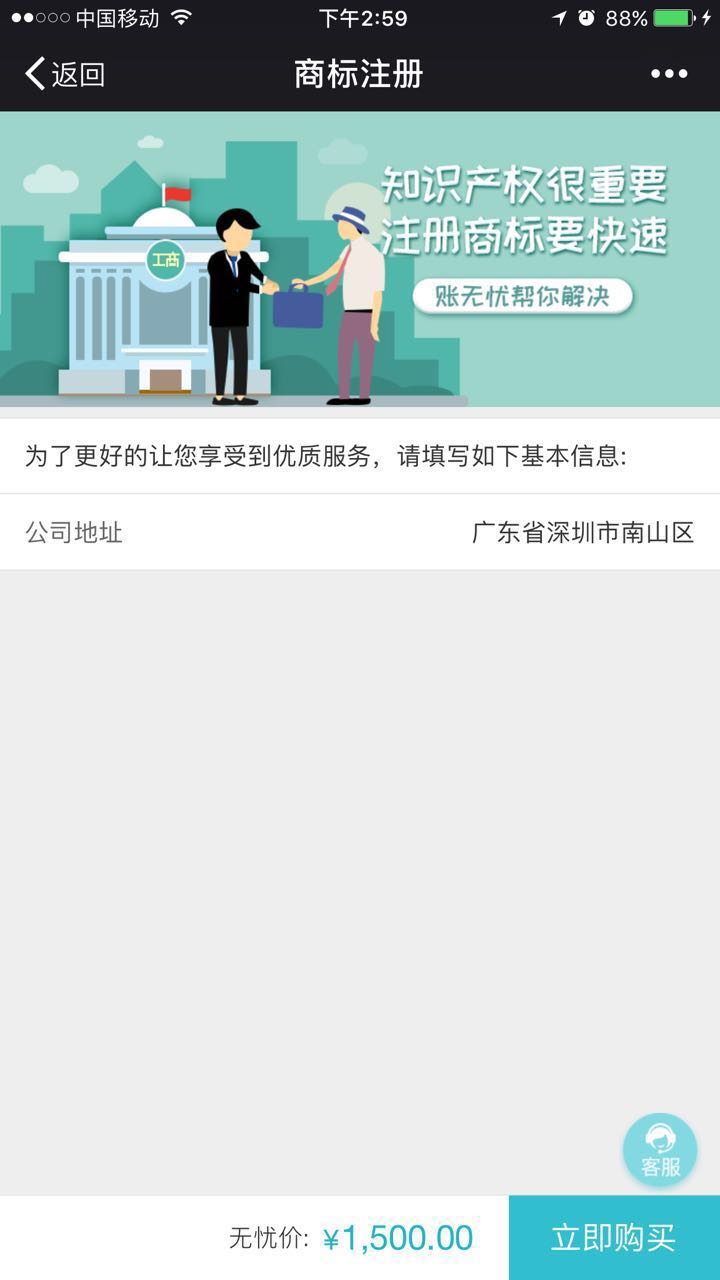 中国移动
下午2:59
88%
返回
商标注册
知识产权很重要
注册商标要快速
账无忧帮你解决
工商
为了更好的让您享受到优质服务，请填写如下基本信息:
公司地址
广东省深圳市南山区
客服
无忧价: ¥1,500.00
立即购买